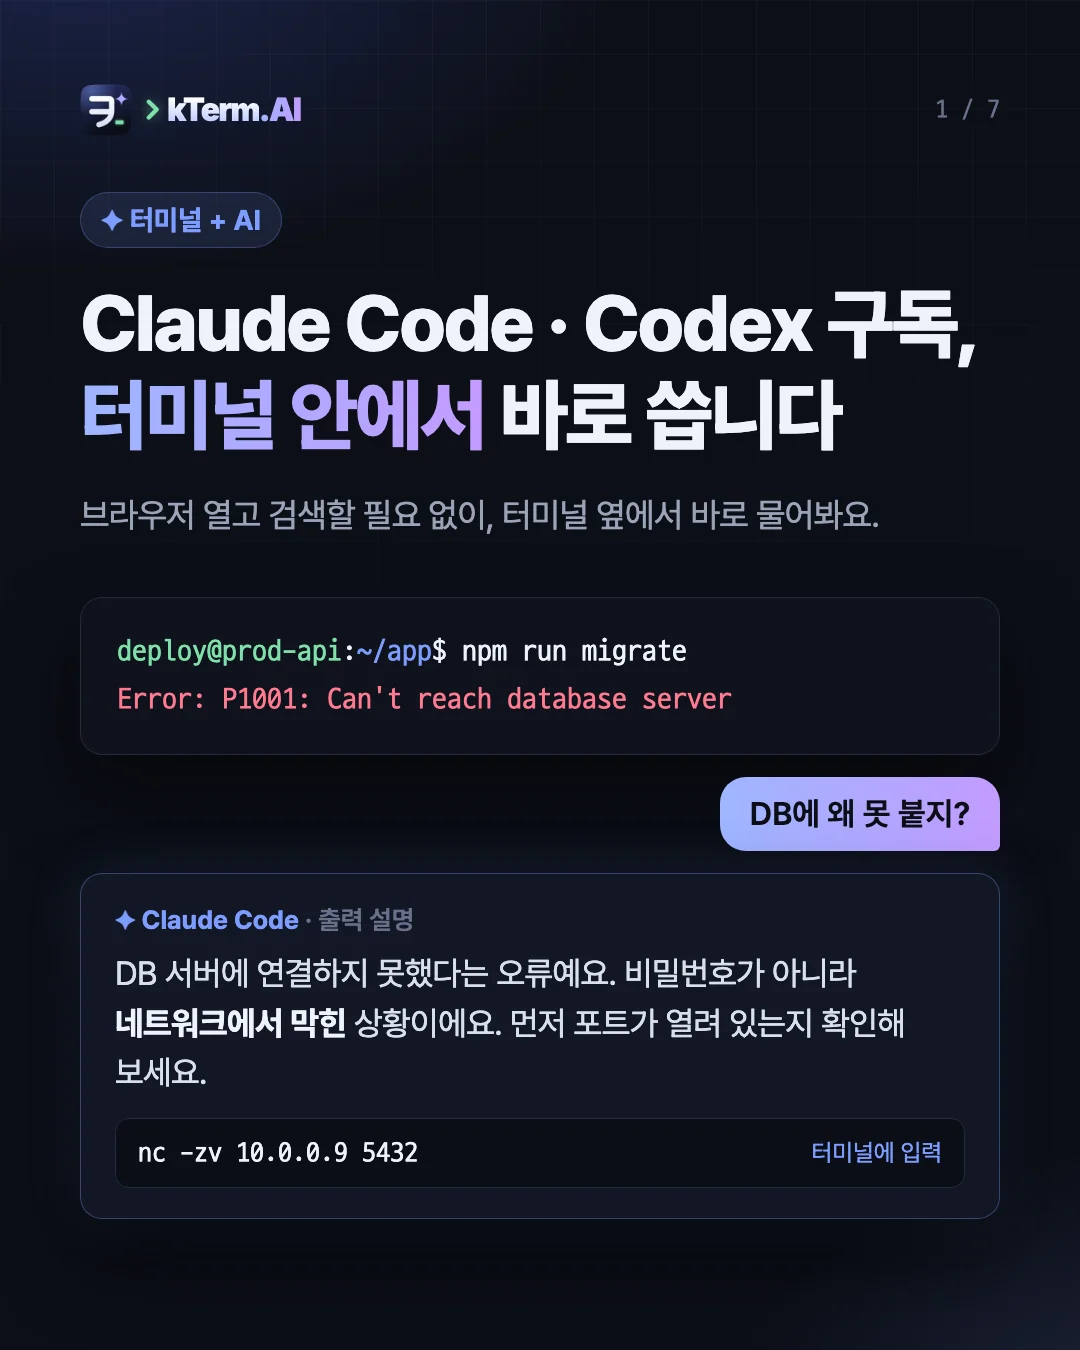 kTerm.AI
1 / 7
터미널 + AI
Claude Code · Codex 구독,
터미널 안에서 바로 씁니다
브라우저 열고 검색할 필요 없이, 터미널 옆에서 바로 물어봐요.
deploy@prod-api:~/app$ npm run migrate
Error: P1001: Can't reach database server
DB에 왜 못 붙지?
Claude Code · 출력 설명
DB 서버에 연결하지 못했다는 오류예요. 비밀번호가 아니라
네트워크에서 막힌 상황이에요. 먼저 포트가 열려 있는지 확인해
보세요.
nc -zv 10.0.0.9 5432
터미널에 입력